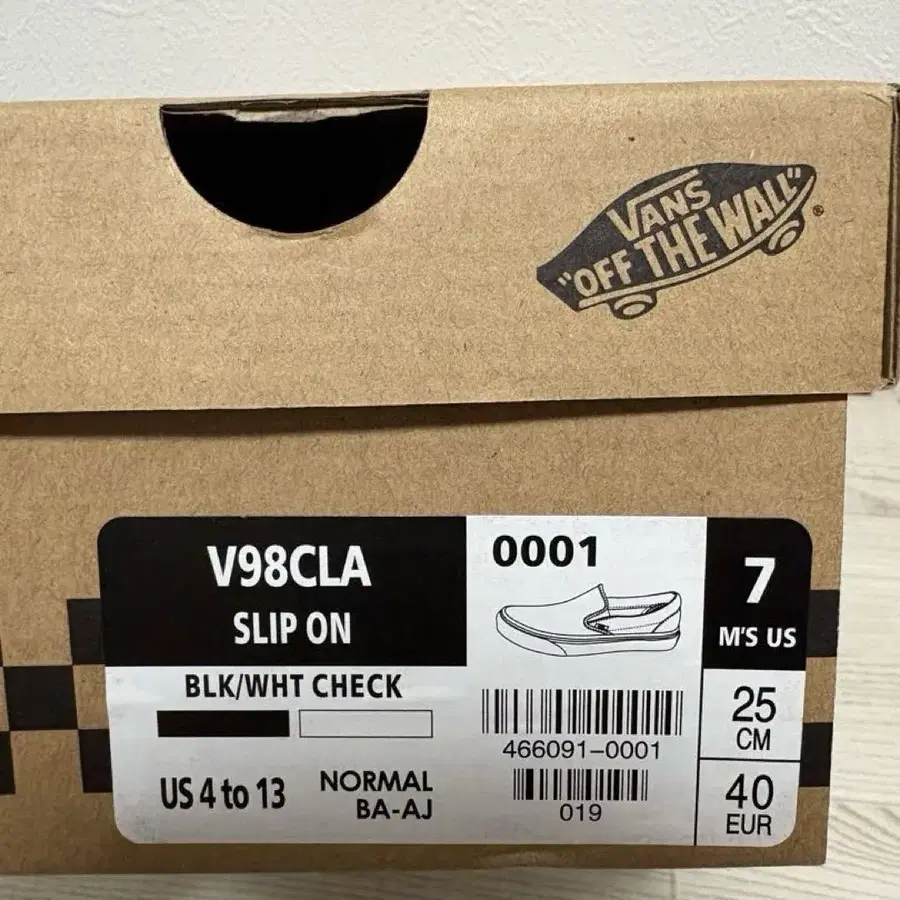 VANS
"OFF THE WALL"
®
V98CLA
SLIP ON
BLK/WHT CHECK
US 4 to 13
NORMAL
BA-AJ
0001
466091-0001
019
7
M'S US
25
CM
40
EUR